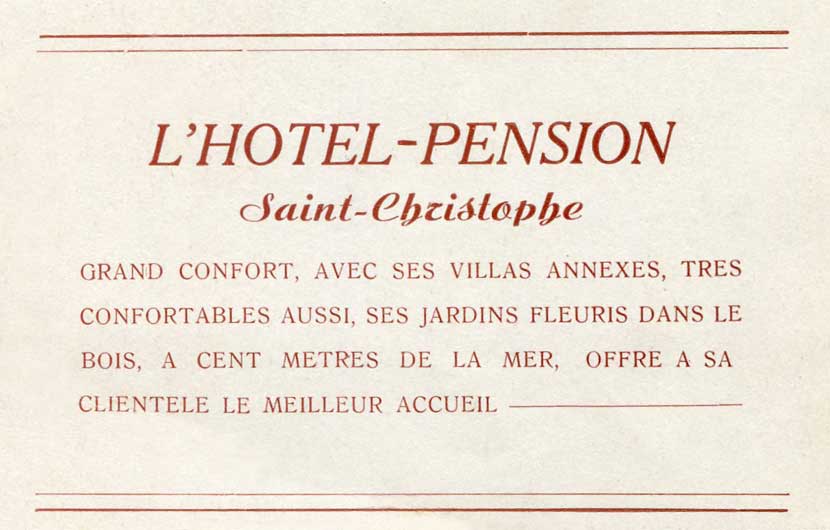 L'HOTEL-PENSION
Saint-Christophe
GRAND CONFORT, AVEC SES VILLAS ANNEXES, TRES
CONFORTABLES AUSSI, SES JARDINS FLEURIS DANS LE
BOIS, A CENT METRES DE LA MER, OFFRE A SA
CLIENTELE LE MEILLEUR ACCUEIL